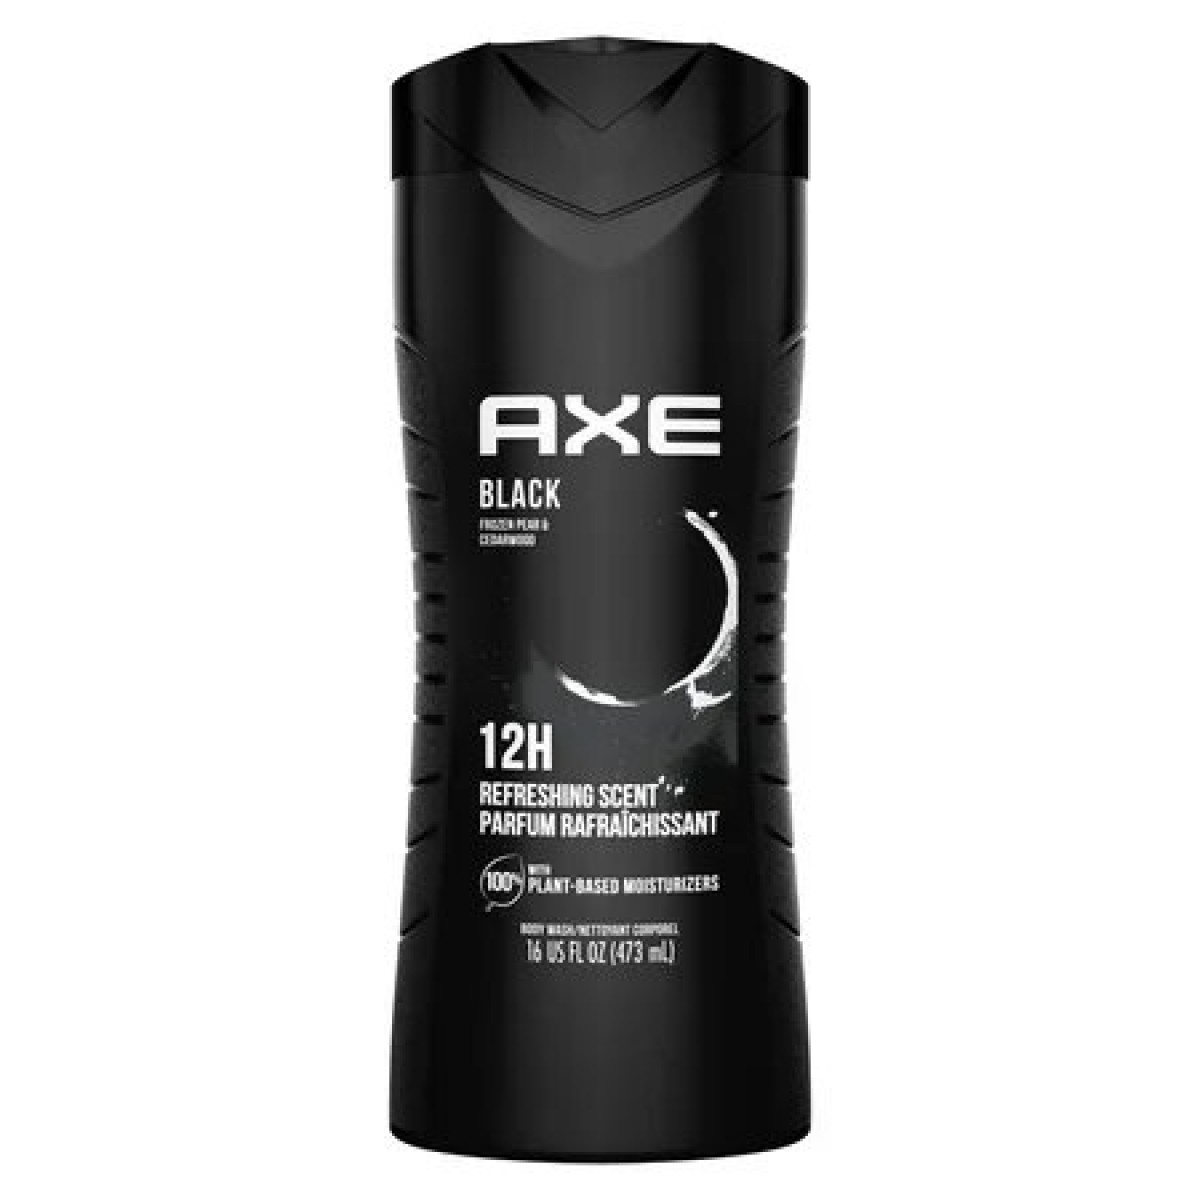 AXE
BLACK
FROZEN PEAR &
CEDARWOOD
12H
REFRESHING SCENT
PARFUM RAFRAÎCHISSANT
100%
WITH
PLANT-BASED MOISTURIZERS
BODY WASH/NETTOYANT CORPOREL
16 US FL OZ (473 mL)